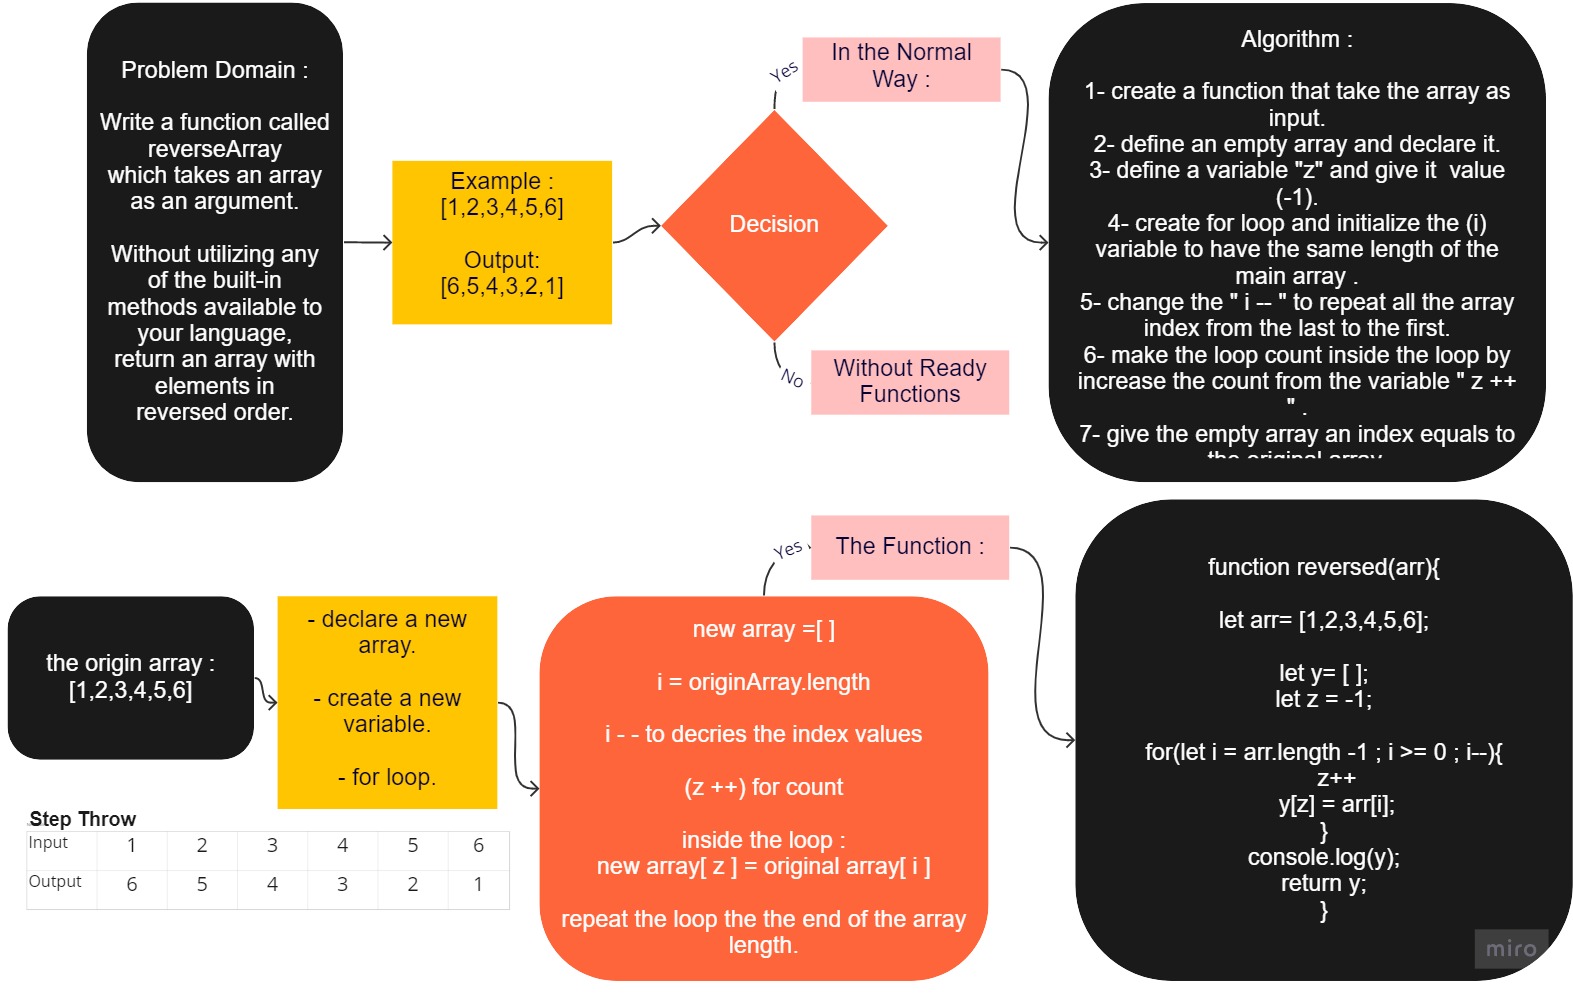 Problem Domain :
Write a function called
reverseArray
which takes an array
as an argument.
Without utilizing any
of the built-in
methods available to
your language,
return an array with
elements in
reversed order.
Example :
[1,2,3,4,5,6]
Output:
[6,5,4,3,2,1]
Decision
Yes
In the Normal
Way :
No
Without Ready
Functions
Algorithm :
1- create a function that take the array as
input.
2- define an empty array and declare it.
3- define a variable "z" and give it  value
(-1).
4- create for loop and initialize the (i)
variable to have the same length of the
main array .
5- change the " i -- " to repeat all the array
index from the last to the first.
6- make the loop count inside the loop by
increase the count from the variable " z ++
" .
7- give the empty array an index equals to
the original array
the origin array :
[1,2,3,4,5,6]
- declare a new
array.
- create a new
variable.
- for loop.
Step Throw
Input 1 2 3 4 5 6
Output 6 5 4 3 2 1
new array =[ ]
i = originArray.length
i - - to decries the index values
(z ++) for count
inside the loop :
new array[ z ] = original array[ i ]
repeat the loop the the end of the array
length.
Yes
The Function :
function reversed(arr){
let arr= [1,2,3,4,5,6];
let y= [ ];
let z = -1;
for(let i = arr.length -1 ; i >= 0 ; i--){
z++
y[z] = arr[i];
}
console.log(y);
return y;
}
miro